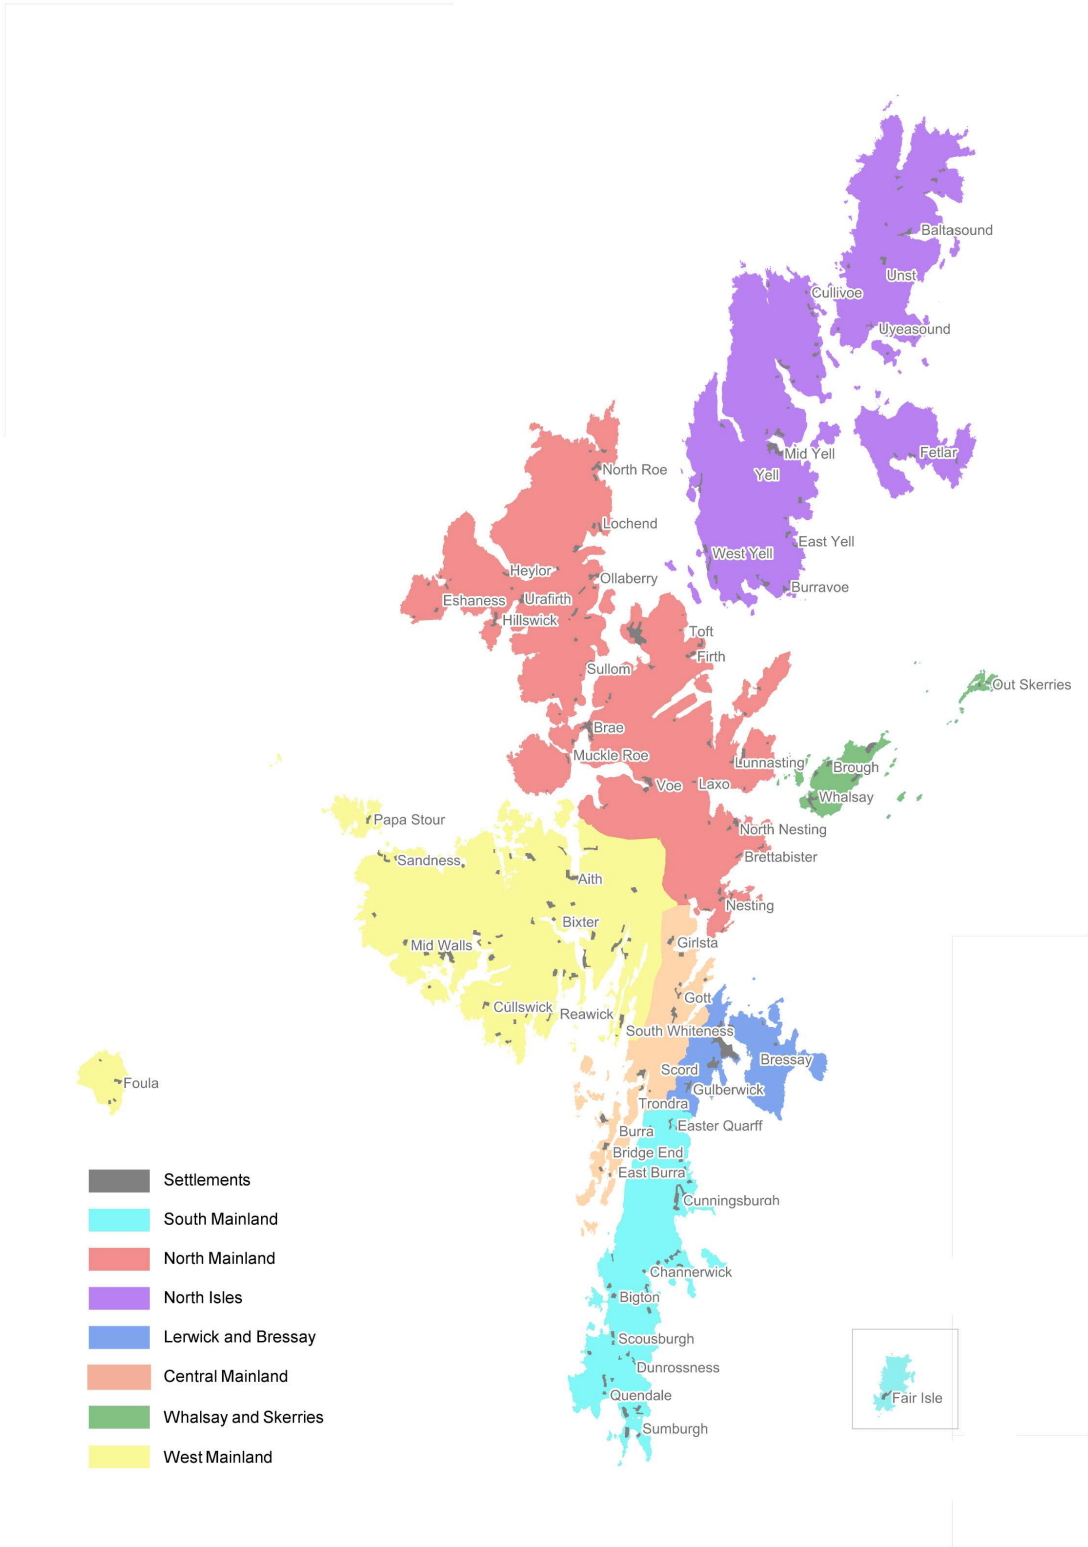 Baltasound
Unst
Cullivoe
Uyeasound
Mid Yell
Fetlar
Yell
North Roe
Lochend
East Yell
West Yell
Heylor
Ollaberry
Burravoe
Eshaness
Urafirth
Hillswick
Toft
Firth
Sullom
Out Skerries
Brae
Muckle Roe
Lunnasting
Brough
Voe
Laxo
Whalsay
Papa Stour
North Nesting
Sandness
Brettabister
Aith
Nesting
Bixter
Mid Walls
Girlsta
Gott
Cullswick
Reawick
South Whiteness
Bressay
Scord
Foula
Gulberwick
Trondra
Easter Quarff
Burra
Bridge End
East Burra
Settlements
Cunningsburgh
South Mainland
North Mainland
Channerwick
North Isles
Bigton
Lerwick and Bressay
Scousburgh
Dunrossness
Central Mainland
Quendale
Fair Isle
Whalsay and Skerries
Sumburgh
West Mainland